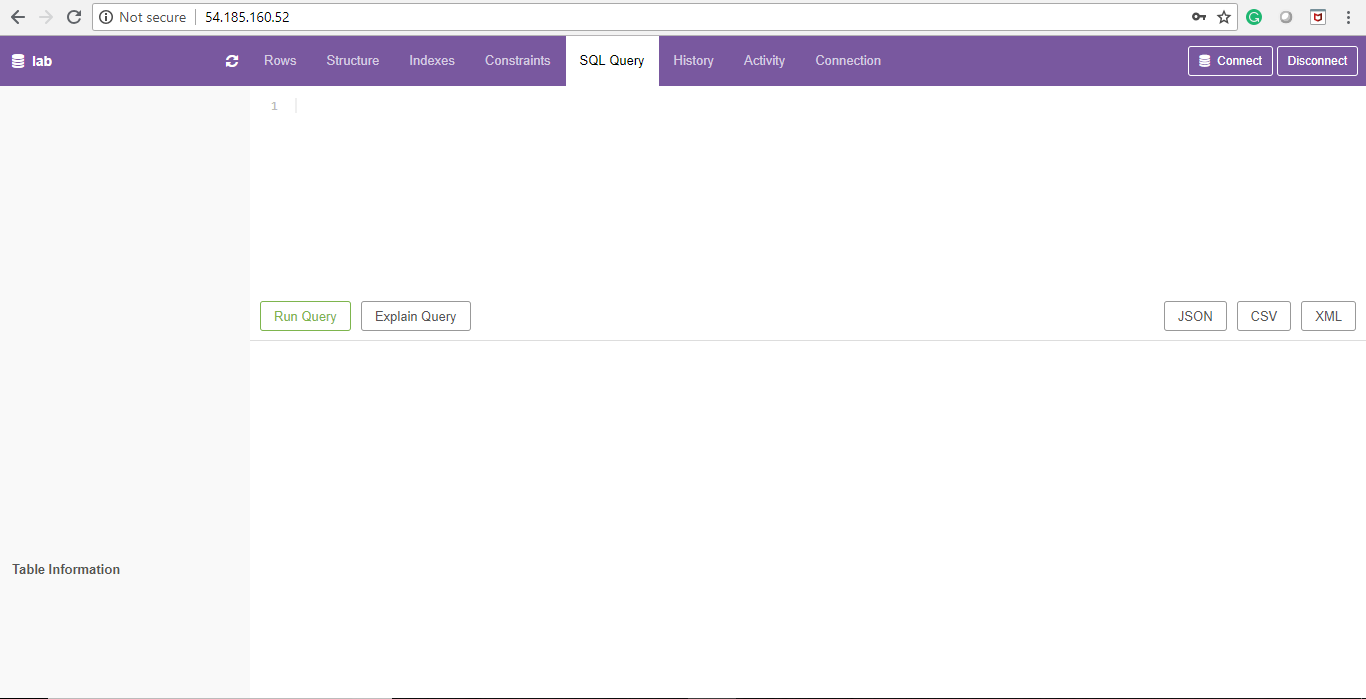 Not secure 54.185.160.52
lab Rows Structure Indexes Constraints SQL Query History Activity Connection Connect Disconnect
1
Run Query Explain Query JSON CSV XML
Table Information